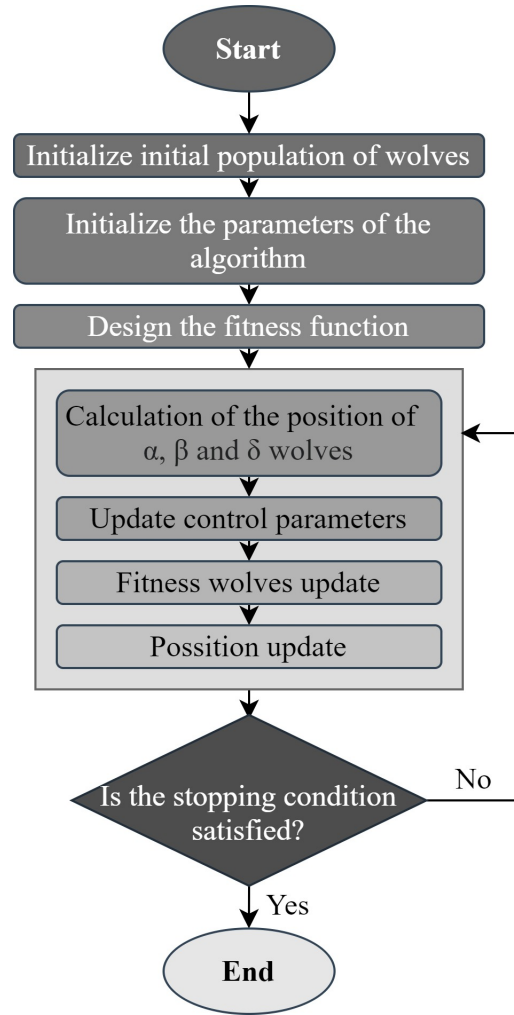 Start
Initialize initial population of wolves
Initialize the parameters of the
algorithm
Design the fitness function
Calculation of the position of
α, β and δ wolves
Update control parameters
Fitness wolves update
Possition update
Is the stopping condition
satisfied?
No
Yes
End